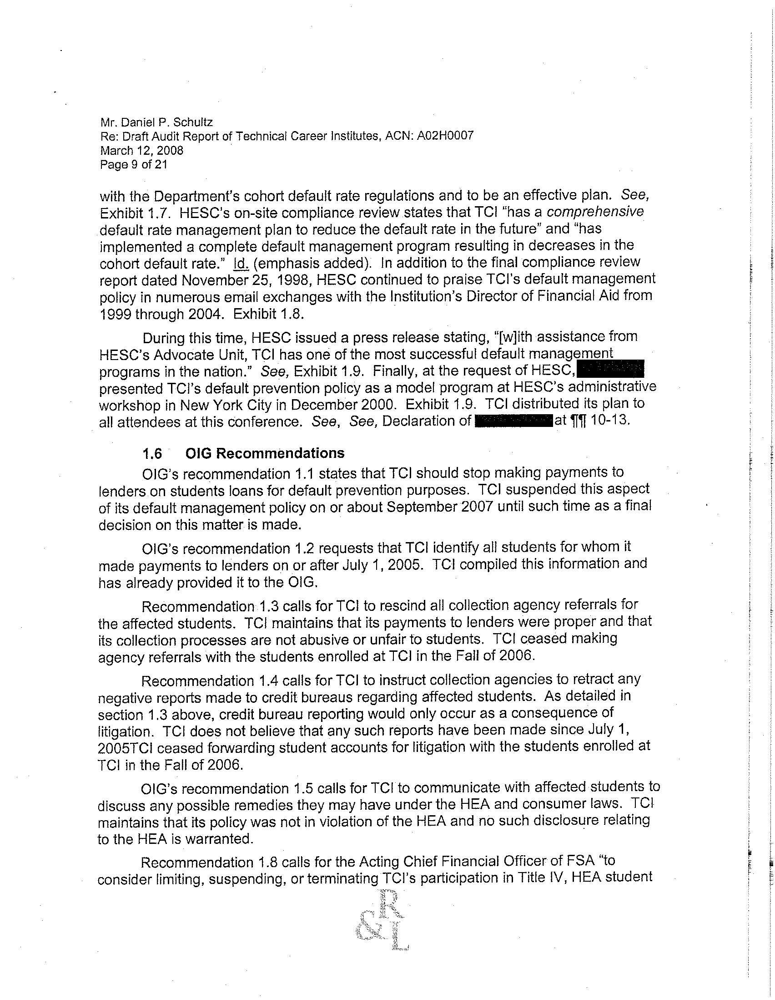 Mr. Daniel P. Schultz
Re: Draft Audit Report of Technical Career Institutes, ACN: A02H0007
March 12, 2008
Page 9 of 21
with the Department's cohort default rate regulations and to be an effective plan. See,
Exhibit 1.7. HESC's on-site compliance review states that TCI "has a comprehensive
default rate management plan to reduce the default rate in the future" and "has
implemented a complete default management program resulting in decreases in the
cohort default rate." Id. (emphasis added). In addition to the final compliance review
report dated November 25, 1998, HESC continued to praise TCI's default management
policy in numerous email exchanges with the Institution's Director of Financial Aid from
1999 through 2004. Exhibit 1.8.
During this time, HESC issued a press release stating, "[w]ith assistance from
HESC's Advocate Unit, TCI has one of the most successful default management
programs in the nation." See, Exhibit 1.9. Finally, at the request of HESC,
presented TCI's default prevention policy as a model program at HESC's administrative
workshop in New York City in December 2000. Exhibit 1.9. TCI distributed its plan to
all attendees at this conference. See, See, Declaration of at ¶¶ 10-13.
1.6 OIG Recommendations
OIG's recommendation 1.1 states that TCI should stop making payments to
lenders on students loans for default prevention purposes. TCI suspended this aspect
of its default management policy on or about September 2007 until such time as a final
decision on this matter is made.
OIG's recommendation 1.2 requests that TCI identify all students for whom it
made payments to lenders on or after July 1, 2005. TCI compiled this information and
has already provided it to the OIG.
Recommendation 1.3 calls for TCI to rescind all collection agency referrals for
the affected students. TCI maintains that its payments to lenders were proper and that
its collection processes are not abusive or unfair to students. TCI ceased making
agency referrals with the students enrolled at TCI in the Fall of 2006.
Recommendation 1.4 calls for TCI to instruct collection agencies to retract any
negative reports made to credit bureaus regarding affected students. As detailed in
section 1.3 above, credit bureau reporting would only occur as a consequence of
litigation. TCI does not believe that any such reports have been made since July 1,
2005TCI ceased forwarding student accounts for litigation with the students enrolled at
TCI in the Fall of 2006.
OIG's recommendation 1.5 calls for TCI to communicate with affected students to
discuss any possible remedies they may have under the HEA and consumer laws. TCI
maintains that its policy was not in violation of the HEA and no such disclosure relating
to the HEA is warranted.
Recommendation 1.8 calls for the Acting Chief Financial Officer of FSA "to
consider limiting, suspending, or terminating TCI's participation in Title IV, HEA student
R
&
L